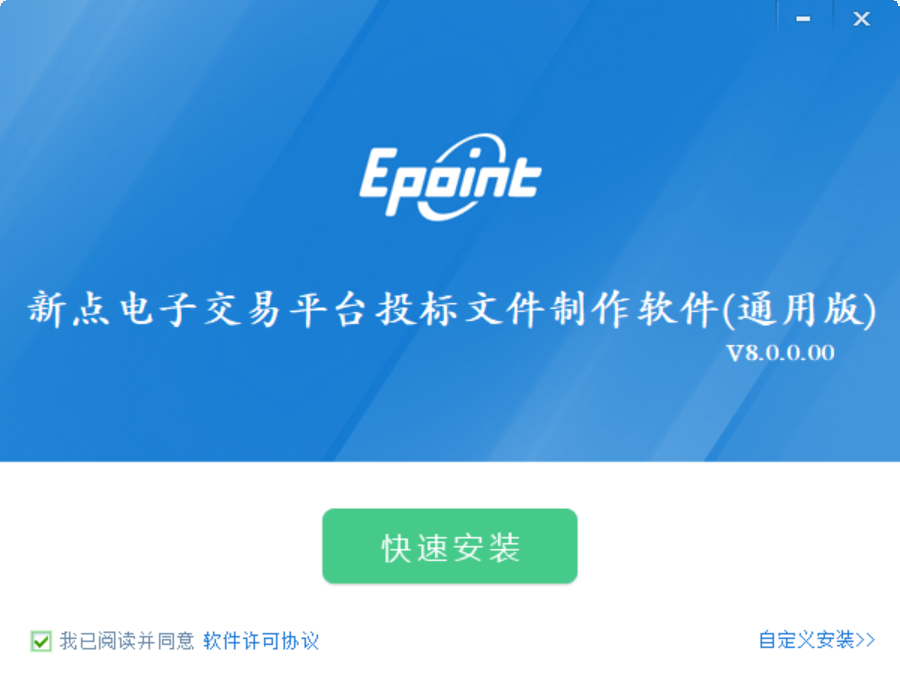 Epoint
新点电子交易平台投标文件制作软件(通用版)
V8.0.0.00
快速安装
我已阅读并同意 软件许可协议
自定义安装>>